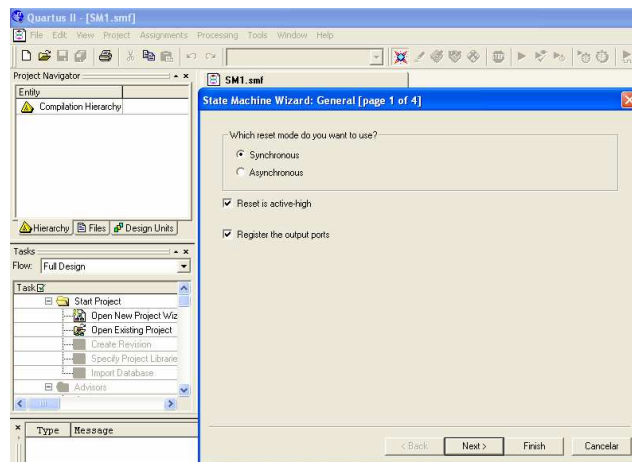 Quartus II - [SM1.smf]
File Edit View Project Assignments Processing Tools Window Help
Project Navigator
Entity
Compilation Hierarchy
Hierarchy Files Design Units
Tasks
Flow: Full Design
Task
Start Project
Open New Project Wiz
Open Existing Project
Create Revision
Specify Project Librarie
Import Database
Advisors
Type Message
SM1.smf
State Machine Wizard: General [page 1 of 4]
Which reset mode do you want to use?
Synchronous
Asynchronous
Reset is active-high
Register the output ports
< Back Next > Finish Cancelar